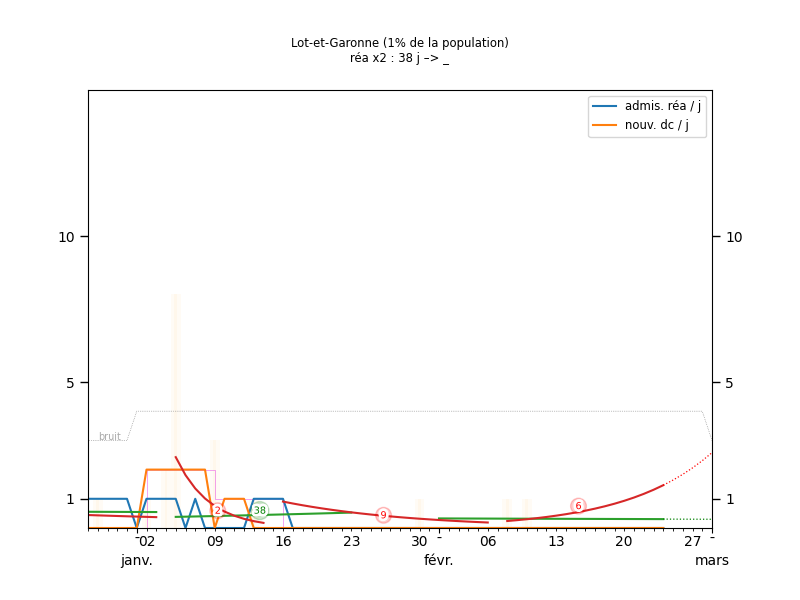 Lot-et-Garonne (1% de la population)
réa x2 : 38 j –> _
admis. réa / j
nouv. dc / j
10
10
5
5
bruit
1
1
2
38
9
6
02
09
16
23
30
06
13
20
27
janv.
févr.
mars